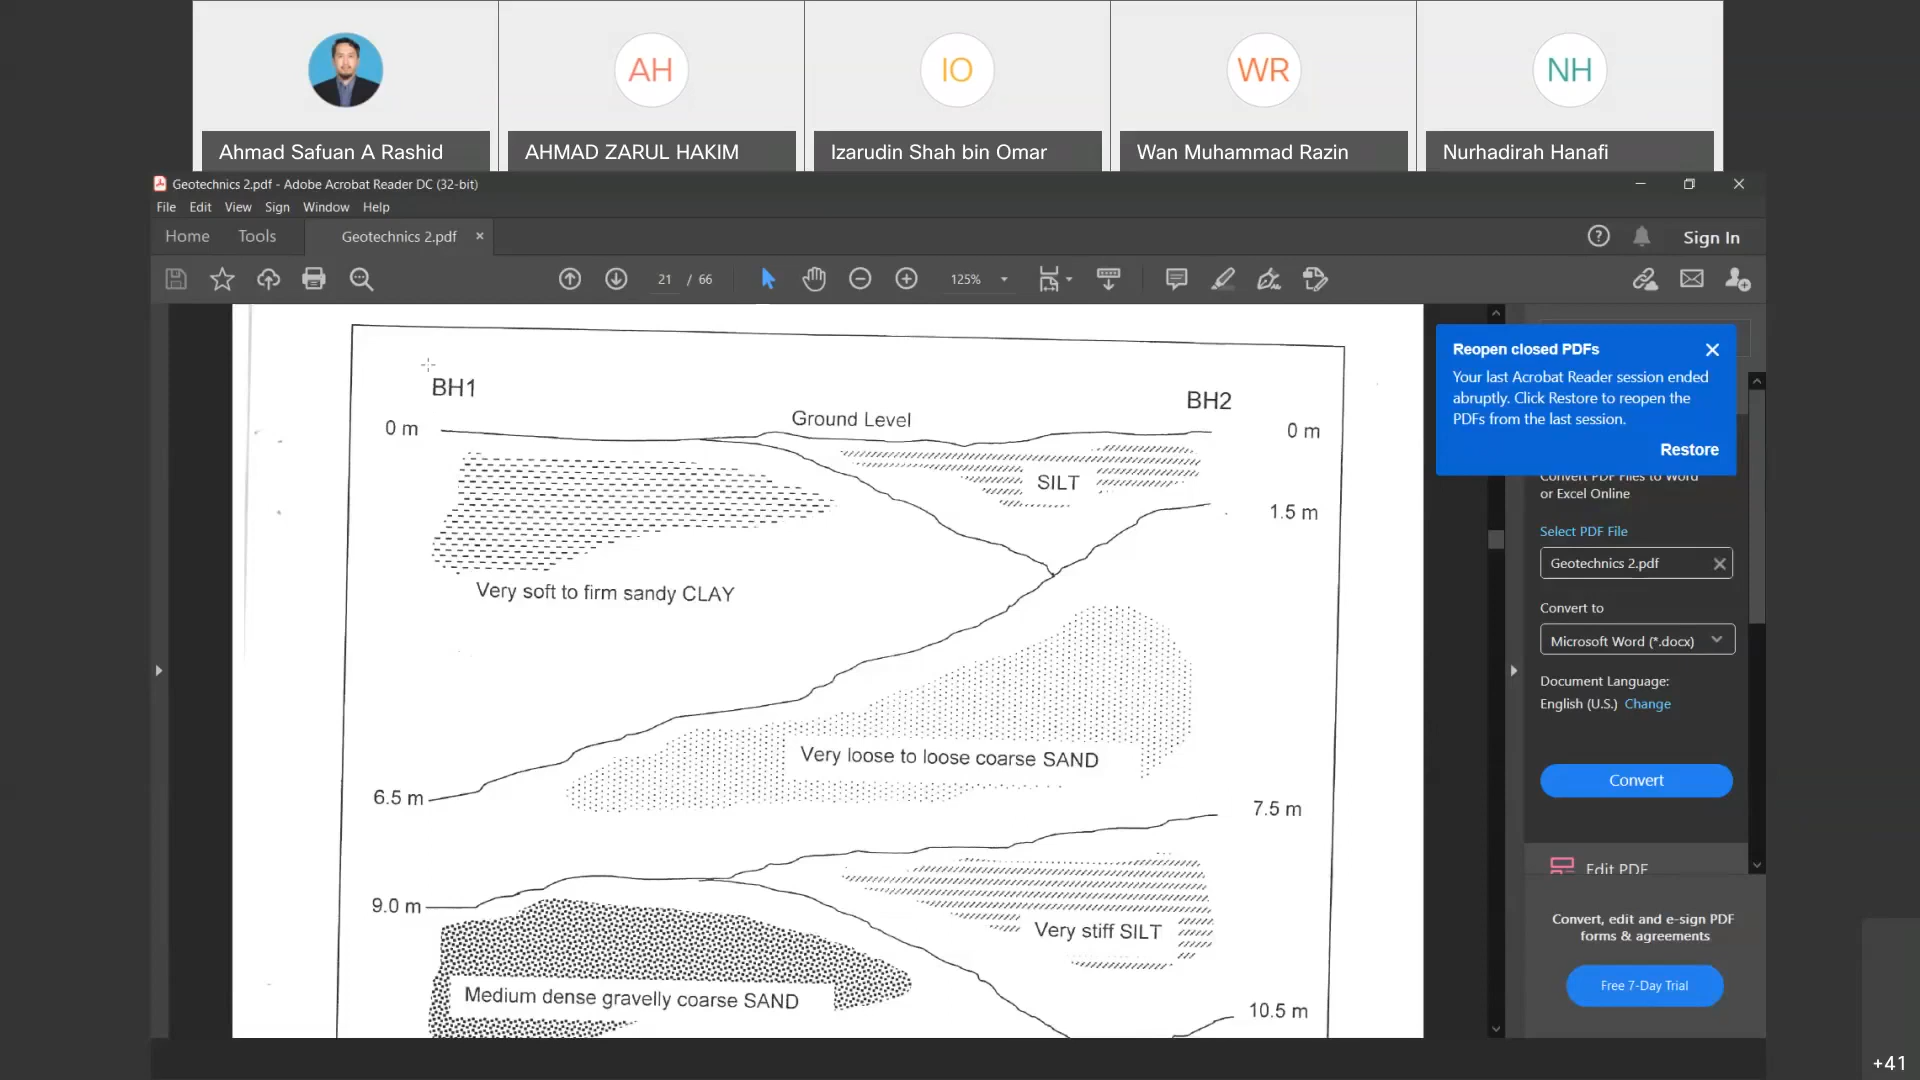 AH
IO
WR
NH
Ahmad Safuan A Rashid
AHMAD ZARUL HAKIM
Izarudin Shah bin Omar
Wan Muhammad Razin
Nurhadirah Hanafi
Geotechnics 2.pdf - Adobe Acrobat Reader DC (32-bit)
File Edit View Sign Window Help
Home Tools Geotechnics 2.pdf ×
Sign In
21 / 66
125%
BH1
BH2
Ground Level
0 m
0 m
SILT
1.5 m
Very soft to firm sandy CLAY
Very loose to loose coarse SAND
6.5 m
7.5 m
9.0 m
Very stiff SILT
Medium dense gravelly coarse SAND
10.5 m
Reopen closed PDFs
Your last Acrobat Reader session ended
abruptly. Click Restore to reopen the
PDFs from the last session.
Restore
Convert PDF Files to Word
or Excel Online
Select PDF File
Geotechnics 2.pdf
Convert to
Microsoft Word (*.docx)
Document Language:
English (U.S.) Change
Convert
Edit PDF
Convert, edit and e-sign PDF
forms & agreements
Free 7-Day Trial
+41